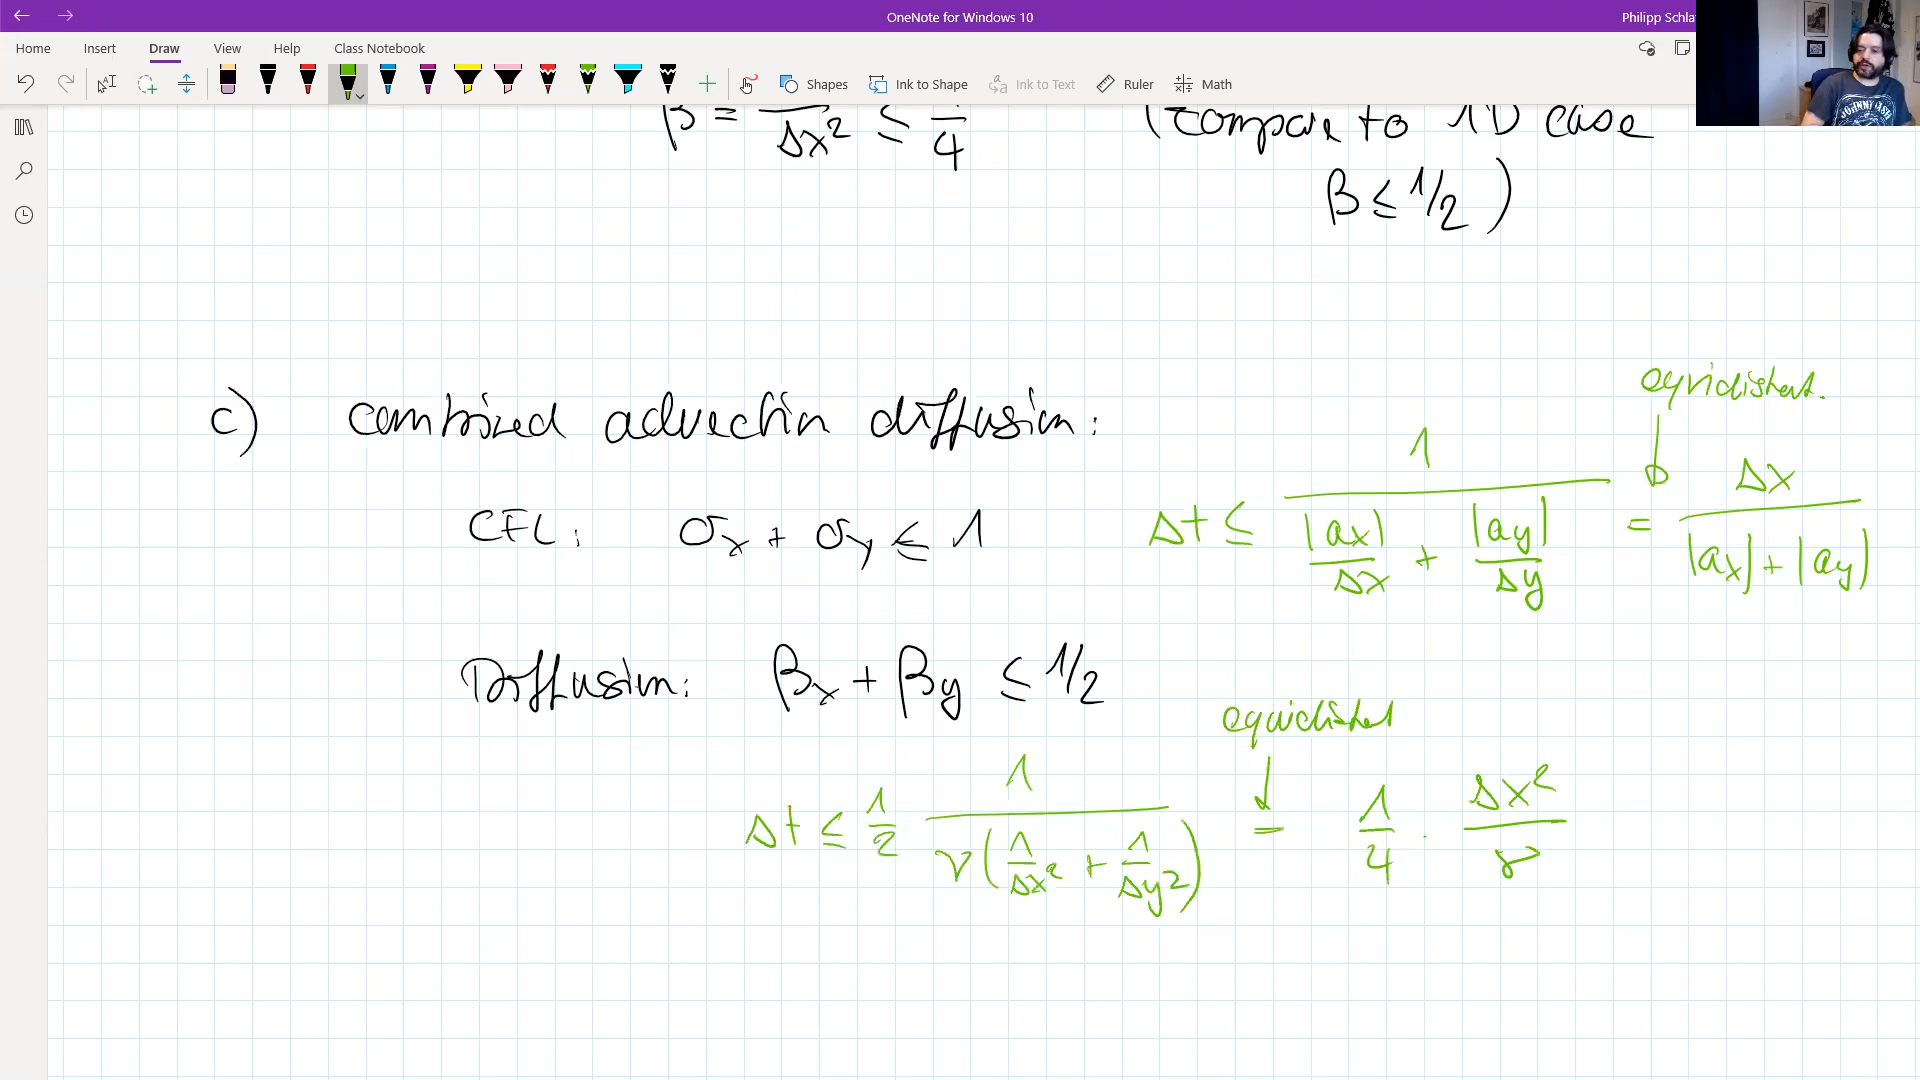 OneNote for Windows 10
Philipp Schla
Home Insert Draw View Help Class Notebook
Shapes Ink to Shape Ink to Text Ruler Math
β = Δx² ≤ 4 (compare to 1D case
β ≤ 1/2 )
c) combined advection diffusion:
equidistant.
CFL: σx + σy ≤ 1 Δt ≤ 1 / (|ax|/Δx + |ay|/Δy) = Δx / (|ax| + |ay|)
Diffusion: βx + βy ≤ 1/2
equidistant
Δt ≤ 1/2 1 / (ν(1/Δx² + 1/Δy²)) = 1/4 · Δx²/ν
JOHNNY CASH